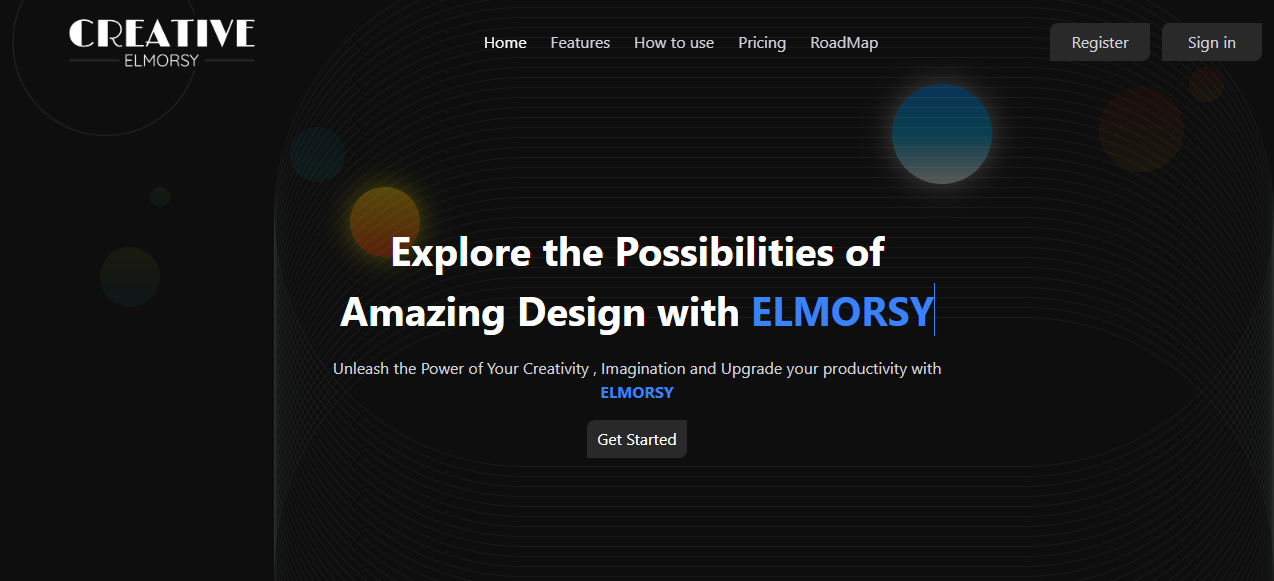 CREATIVE
ELMORSY
Home Features How to use Pricing RoadMap Register Sign in
Explore the Possibilities of
Amazing Design with ELMORSY
Unleash the Power of Your Creativity , Imagination and Upgrade your productivity with
ELMORSY
Get Started